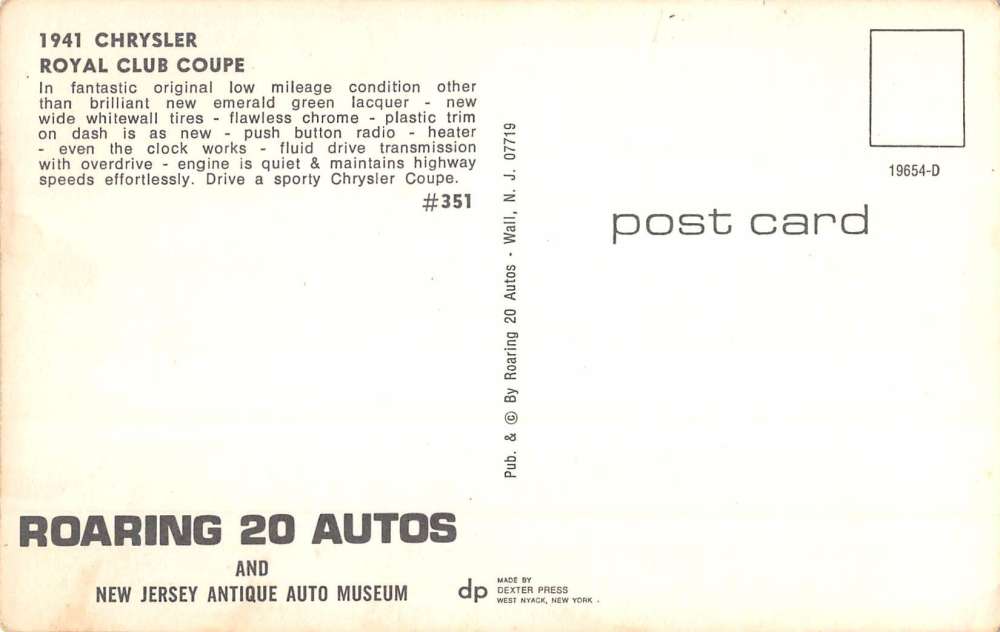 1941 CHRYSLER
ROYAL CLUB COUPE
In fantastic original low mileage condition other
than brilliant new emerald green lacquer - new
wide whitewall tires - flawless chrome - plastic trim
on dash is as new - push button radio - heater
- even the clock works - fluid drive transmission
with overdrive - engine is quiet & maintains highway
speeds effortlessly. Drive a sporty Chrysler Coupe.
#351
Pub. & © By Roaring 20 Autos - Wall, N. J. 07719
19654-D
post card
ROARING 20 AUTOS
AND
NEW JERSEY ANTIQUE AUTO MUSEUM
dp
MADE BY
DEXTER PRESS
WEST NYACK, NEW YORK .